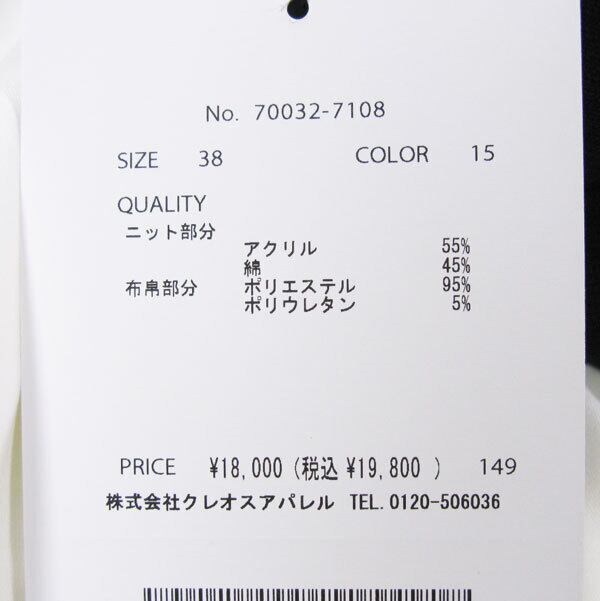 No. 70032-7108
SIZE 38 COLOR 15
QUALITY
ニット部分
アクリル 55%
綿 45%
布帛部分 ポリエステル 95%
ポリウレタン 5%
PRICE ¥18,000 (税込 ¥19,800 ) 149
株式会社クレオスアパレル TEL.0120-506036